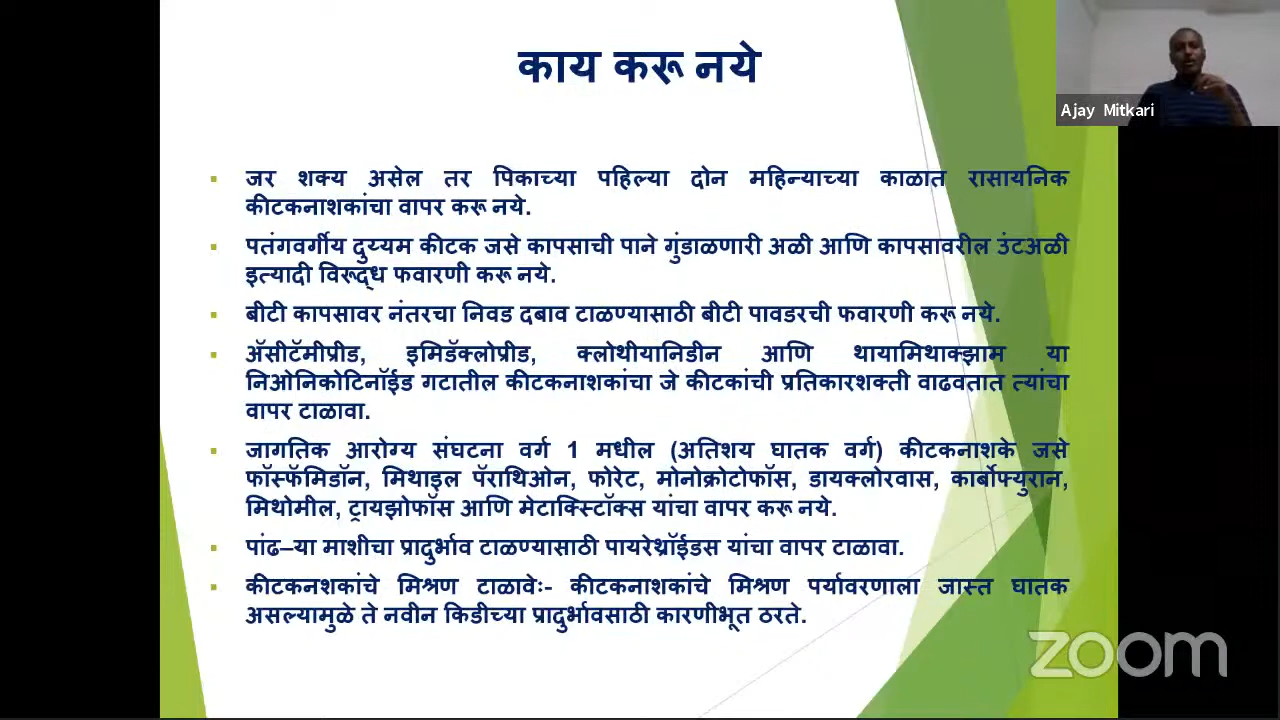 काय करू नये
Ajay Mitkari
▪ जर शक्य असेल तर पिकाच्या पहिल्या दोन महिन्याच्या काळात रासायनिक
कीटकनाशकांचा वापर करू नये.
▪ पतंगवर्गीय दुय्यम कीटक जसे कापसाची पाने गुंडाळणारी अळी आणि कापसावरील उंटअळी
इत्यादी विरूद्ध फवारणी करू नये.
▪ बीटी कापसावर नंतरचा निवड दबाव टाळण्यासाठी बीटी पावडरची फवारणी करू नये.
▪ ॲसीटॅमीप्रीड, इमिडॅक्लोप्रीड, क्लोथीयानिडीन आणि थायामिथाक्झाम या
निओनिकोटिनॉईड गटातील कीटकनाशकांचा जे कीटकांची प्रतिकारशक्ती वाढवतात त्यांचा
वापर टाळावा.
▪ जागतिक आरोग्य संघटना वर्ग 1 मधील (अतिशय घातक वर्ग) कीटकनाशके जसे
फॉस्फॅमिडॉन, मिथाइल पॅराथिओन, फोरेट, मोनोक्रोटोफॉस, डायक्लोरवास, कार्बोफ्युरान,
मिथोमील, ट्रायझोफॉस आणि मेटाक्स्टिॉक्स यांचा वापर करू नये.
▪ पांढ–या माशीचा प्रादुर्भाव टाळण्यासाठी पायरेथ्रॉईडस यांचा वापर टाळावा.
▪ कीटकनशकांचे मिश्रण टाळावेः- कीटकनाशकांचे मिश्रण पर्यावरणाला जास्त घातक
असल्यामुळे ते नवीन किडीच्या प्रादुर्भावसाठी कारणीभूत ठरते.
zoom